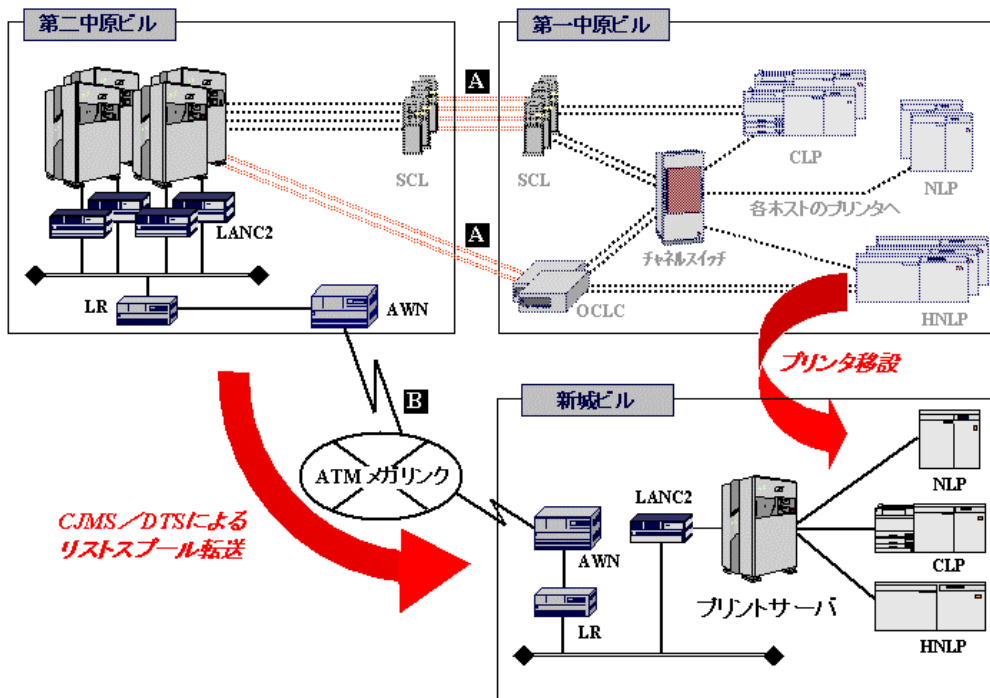 第二中原ビル
第一中原ビル
A
SCL
SCL
CLP
NLP
各ホストのプリンタへ
チャネルスイッチ
LANC2
A
OCLC
HNLP
LR
AWN
プリンタ移設
B
新城ビル
ATMメガリンク
NLP
LANC2
CJMS／DTSによる
リストスプール転送
AWN
CLP
プリントサーバ
LR
HNLP